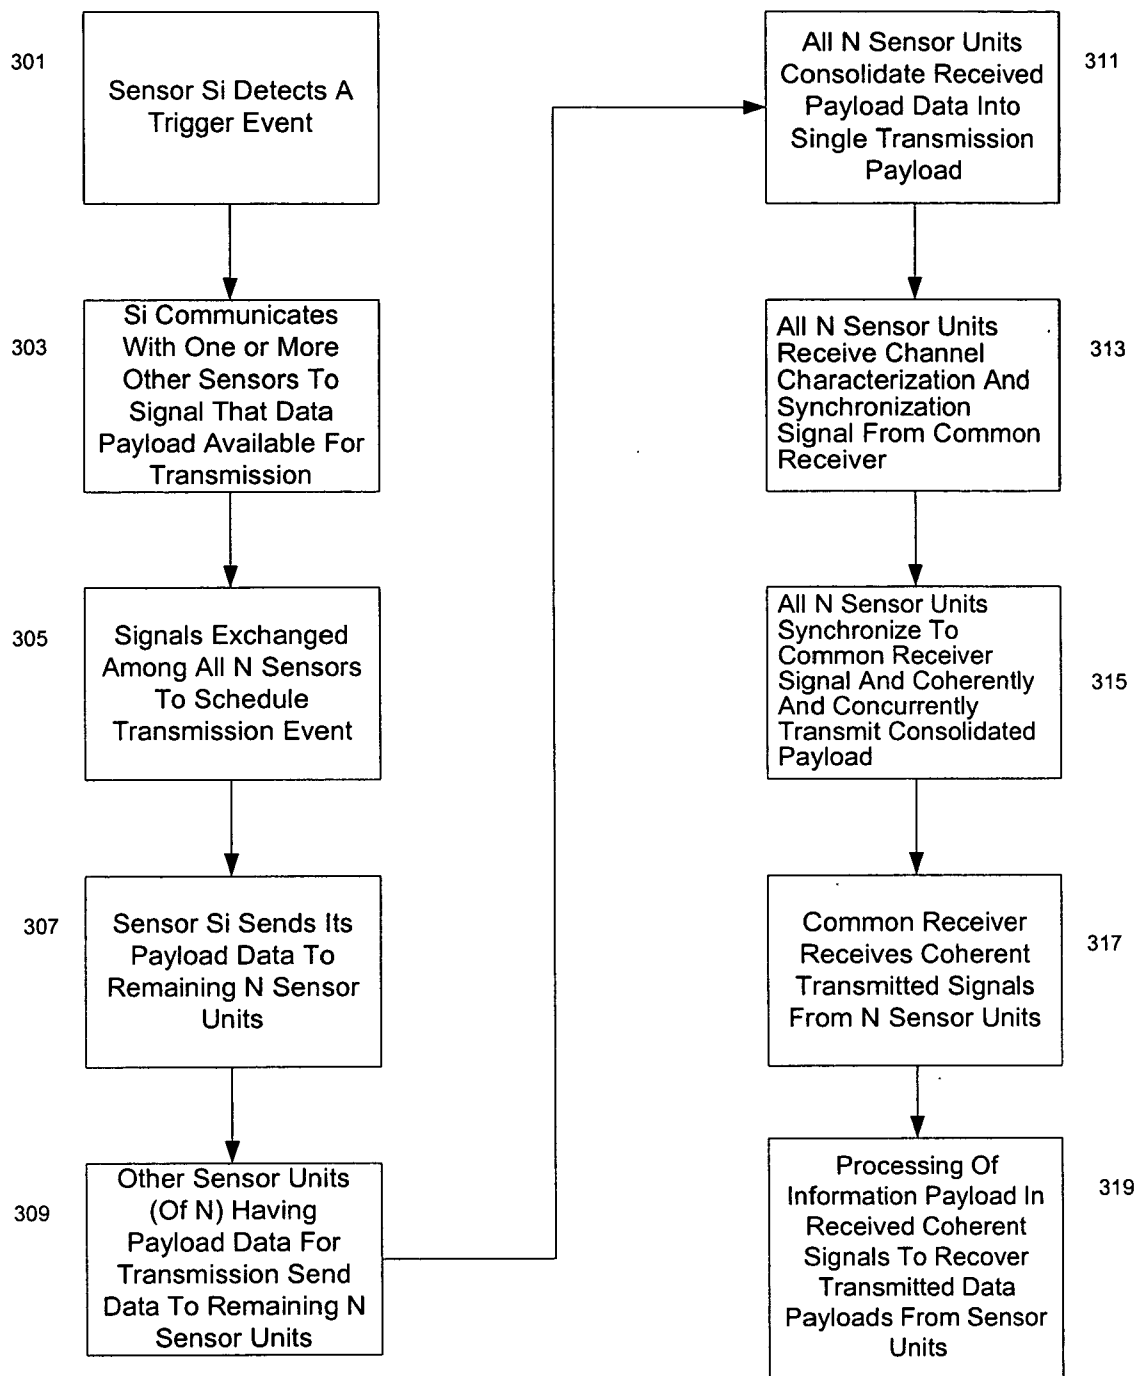 301
Sensor Si Detects A
Trigger Event
303
Si Communicates
With One or More
Other Sensors To
Signal That Data
Payload Available For
Transmission
305
Signals Exchanged
Among All N Sensors
To Schedule
Transmission Event
307
Sensor Si Sends Its
Payload Data To
Remaining N Sensor
Units
309
Other Sensor Units
(Of N) Having
Payload Data For
Transmission Send
Data To Remaining N
Sensor Units
All N Sensor Units
Consolidate Received
Payload Data Into
Single Transmission
Payload
311
All N Sensor Units
Receive Channel
Characterization And
Synchronization
Signal From Common
Receiver
313
All N Sensor Units
Synchronize To
Common Receiver
Signal And Coherently
And Concurrently
Transmit Consolidated
Payload
315
Common Receiver
Receives Coherent
Transmitted Signals
From N Sensor Units
317
Processing Of
Information Payload In
Received Coherent
Signals To Recover
Transmitted Data
Payloads From Sensor
Units
319